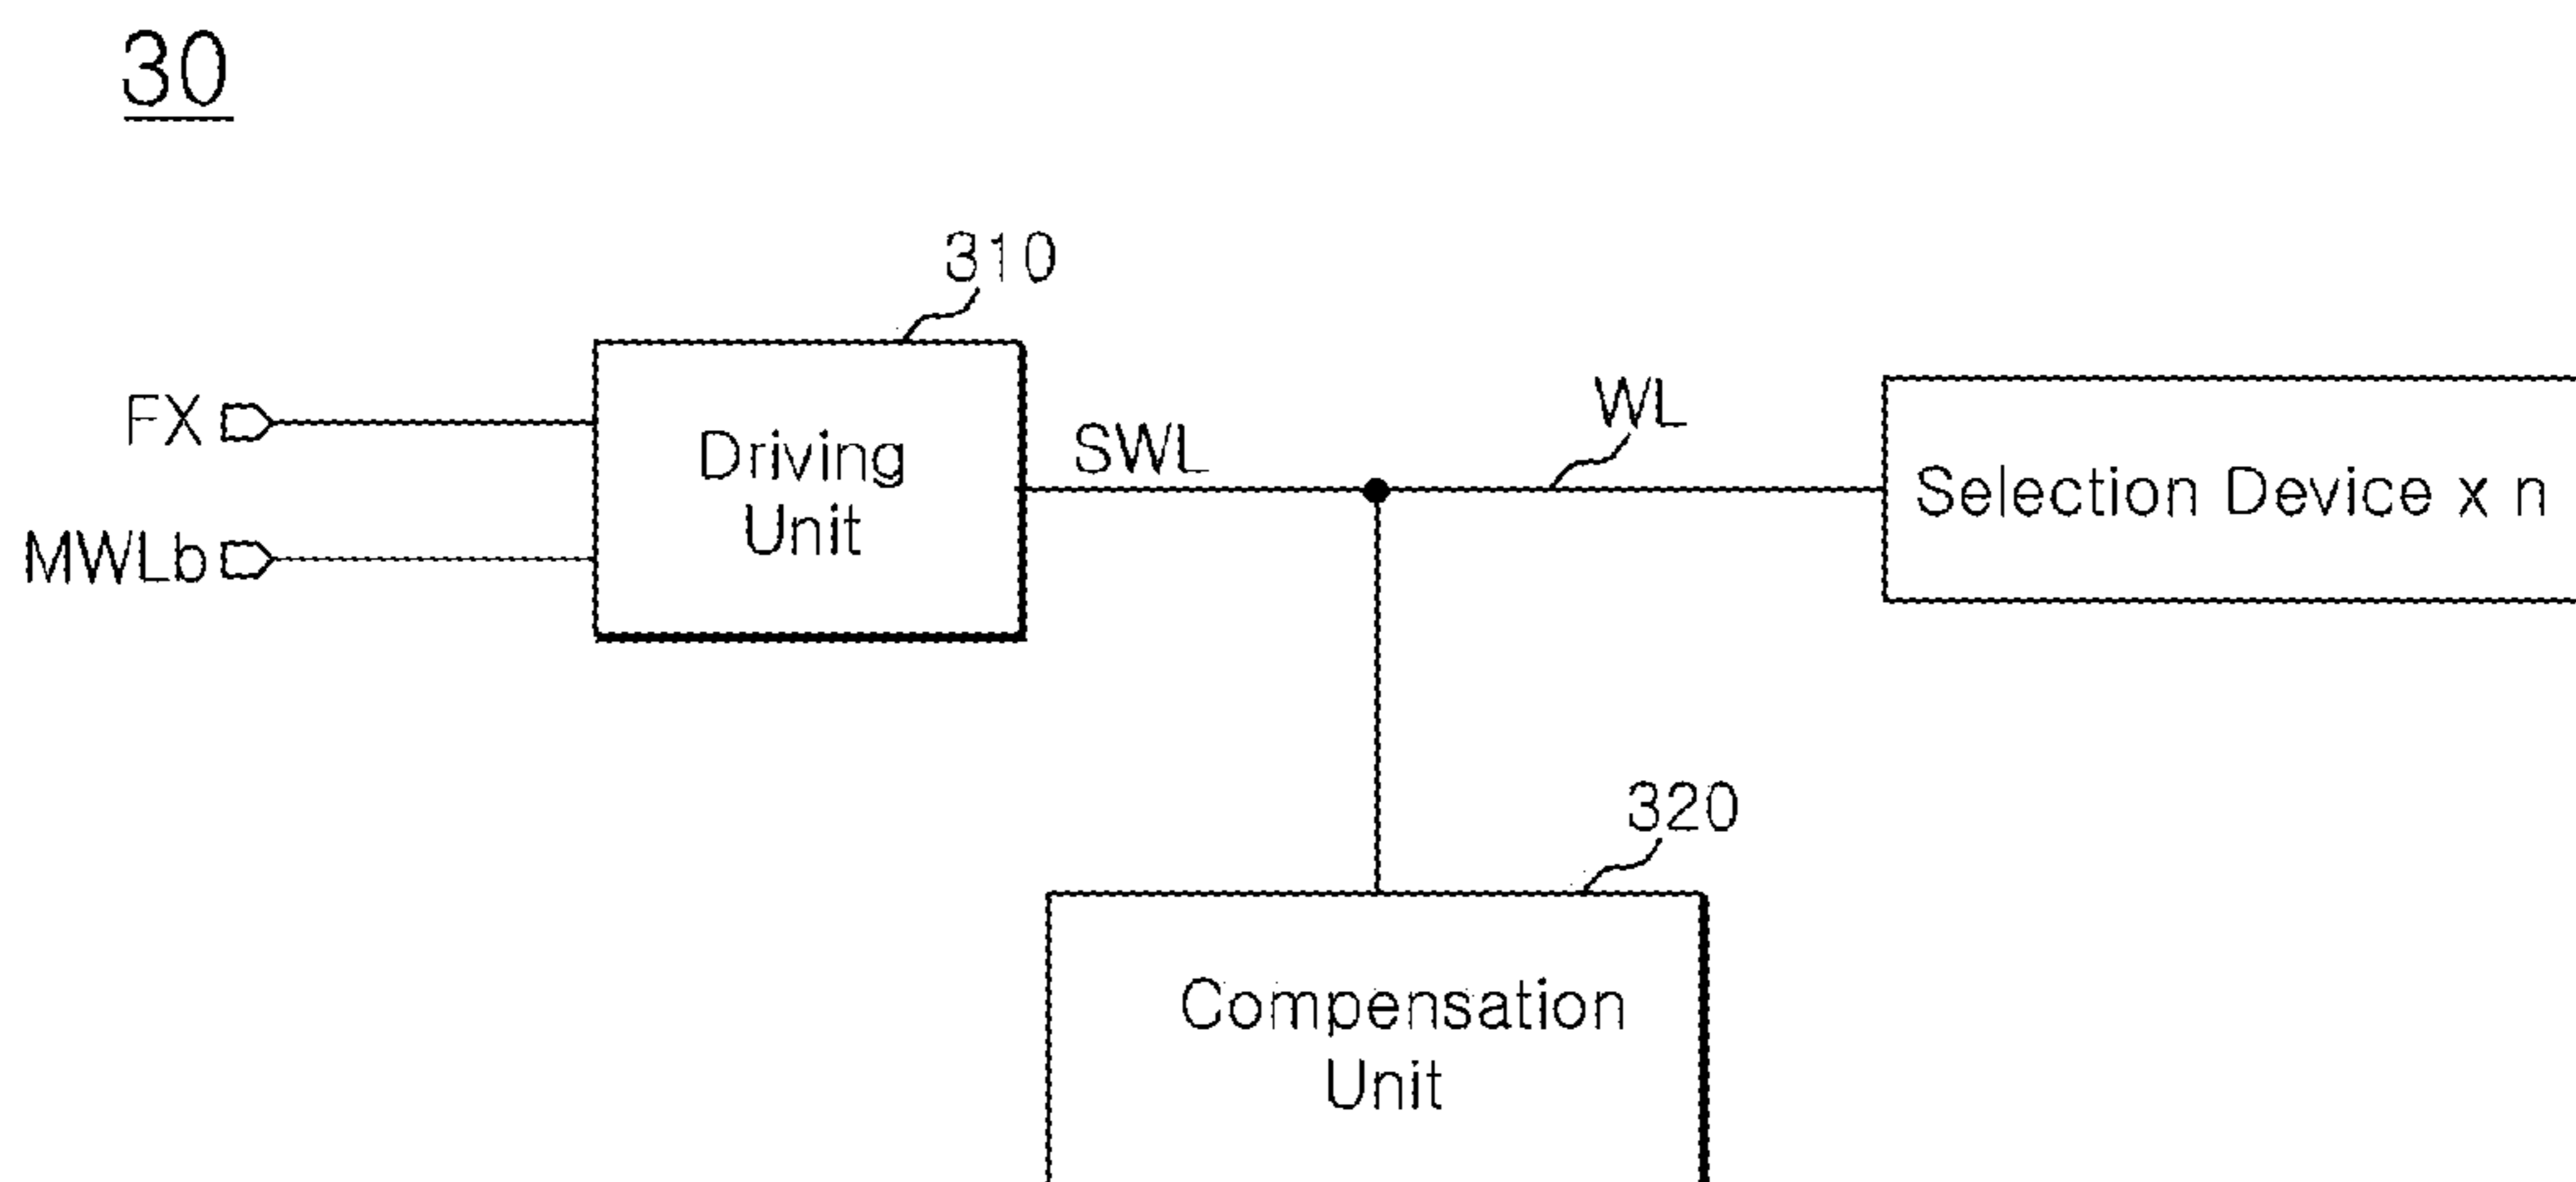 30
310
FX
MWLb
Driving
Unit
SWL
WL
Selection Device x n
320
Compensation
Unit